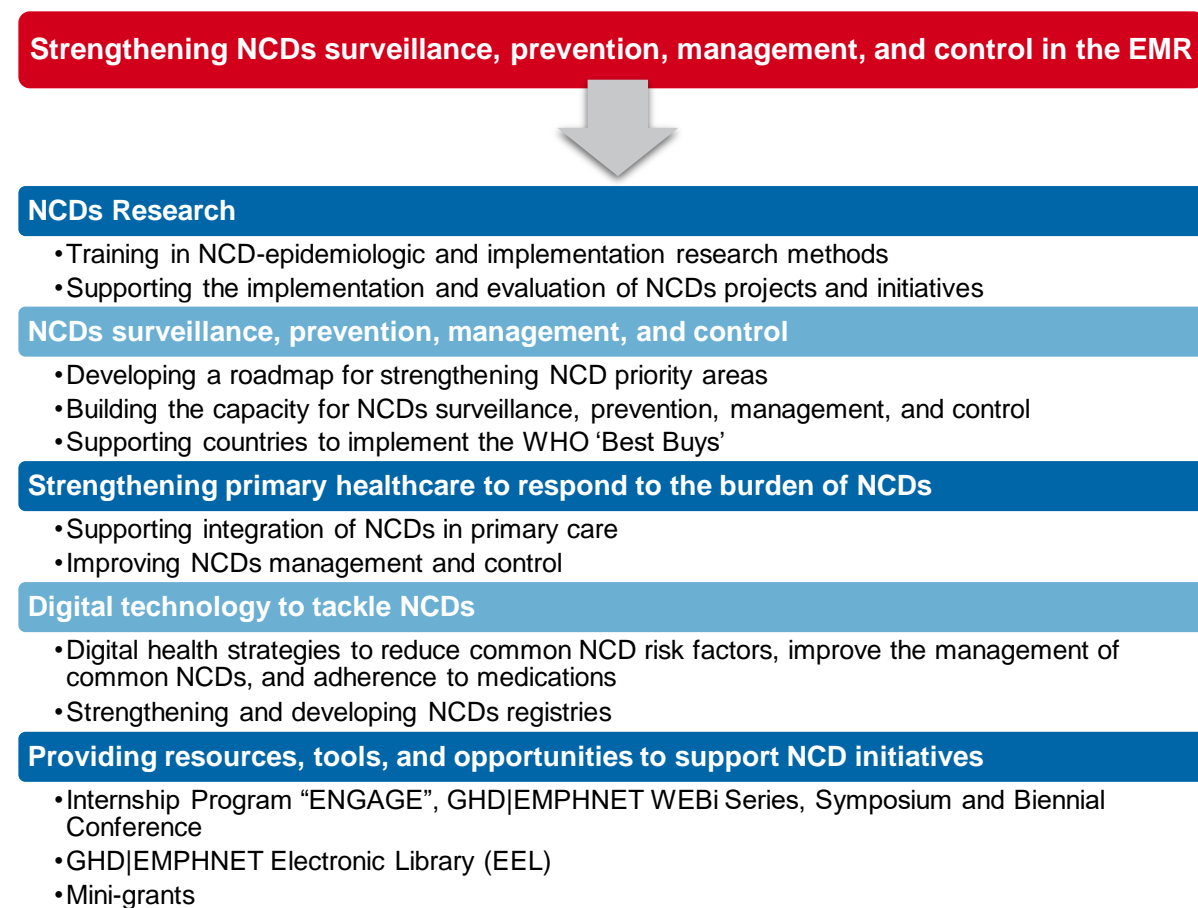 Strengthening NCDs surveillance, prevention, management, and control in the EMR
NCDs Research
•Training in NCD-epidemiologic and implementation research methods
•Supporting the implementation and evaluation of NCDs projects and initiatives
NCDs surveillance, prevention, management, and control
•Developing a roadmap for strengthening NCD priority areas
•Building the capacity for NCDs surveillance, prevention, management, and control
•Supporting countries to implement the WHO ‘Best Buys’
Strengthening primary healthcare to respond to the burden of NCDs
•Supporting integration of NCDs in primary care
•Improving NCDs management and control
Digital technology to tackle NCDs
•Digital health strategies to reduce common NCD risk factors, improve the management of
common NCDs, and adherence to medications
•Strengthening and developing NCDs registries
Providing resources, tools, and opportunities to support NCD initiatives
•Internship Program “ENGAGE”, GHD|EMPHNET WEBi Series, Symposium and Biennial
Conference
•GHD|EMPHNET Electronic Library (EEL)
•Mini-grants